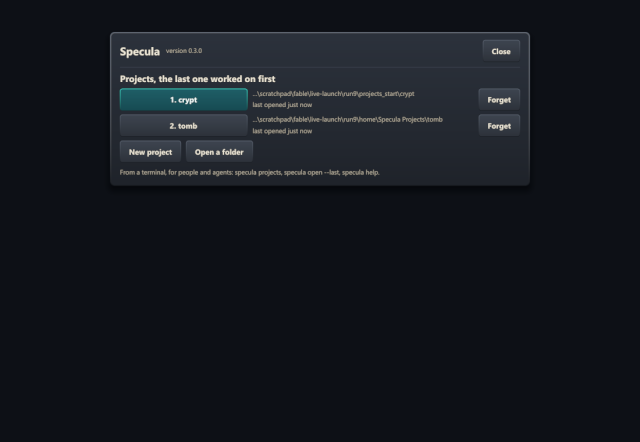 Specula version 0.3.0 Close
Projects, the last one worked on first
1. crypt
...\scratchpad\fable\live-launch\run9\projects_start\crypt
last opened just now
Forget
2. tomb
...\scratchpad\fable\live-launch\run9\home\Specula Projects\tomb
last opened just now
Forget
New project Open a folder
From a terminal, for people and agents: specula projects, specula open --last, specula help.